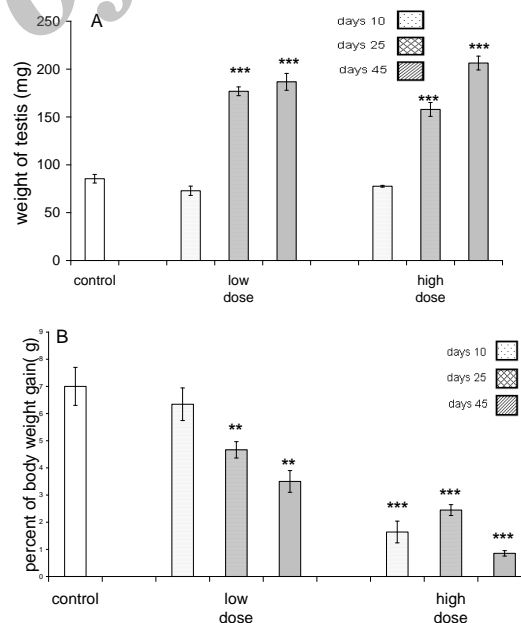 A
250
200
150
100
50
0
weight of testis (mg)
days 10
days 25
days 45
***
***
***
***
control
low
dose
high
dose
B
9
8
7
6
5
4
3
2
1
0
percent of body weight gain( g)
days 10
days 25
days 45
**
**
***
***
***
control
low
dose
high
dose